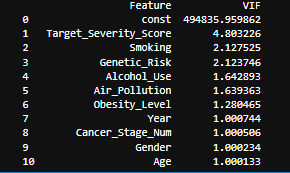 Feature VIF
0 const 494835.959862
1 Target_Severity_Score 4.803226
2 Smoking 2.127525
3 Genetic_Risk 2.123746
4 Alcohol_Use 1.642893
5 Air_Pollution 1.639363
6 Obesity_Level 1.280465
7 Year 1.000744
8 Cancer_Stage_Num 1.000506
9 Gender 1.000234
10 Age 1.000133